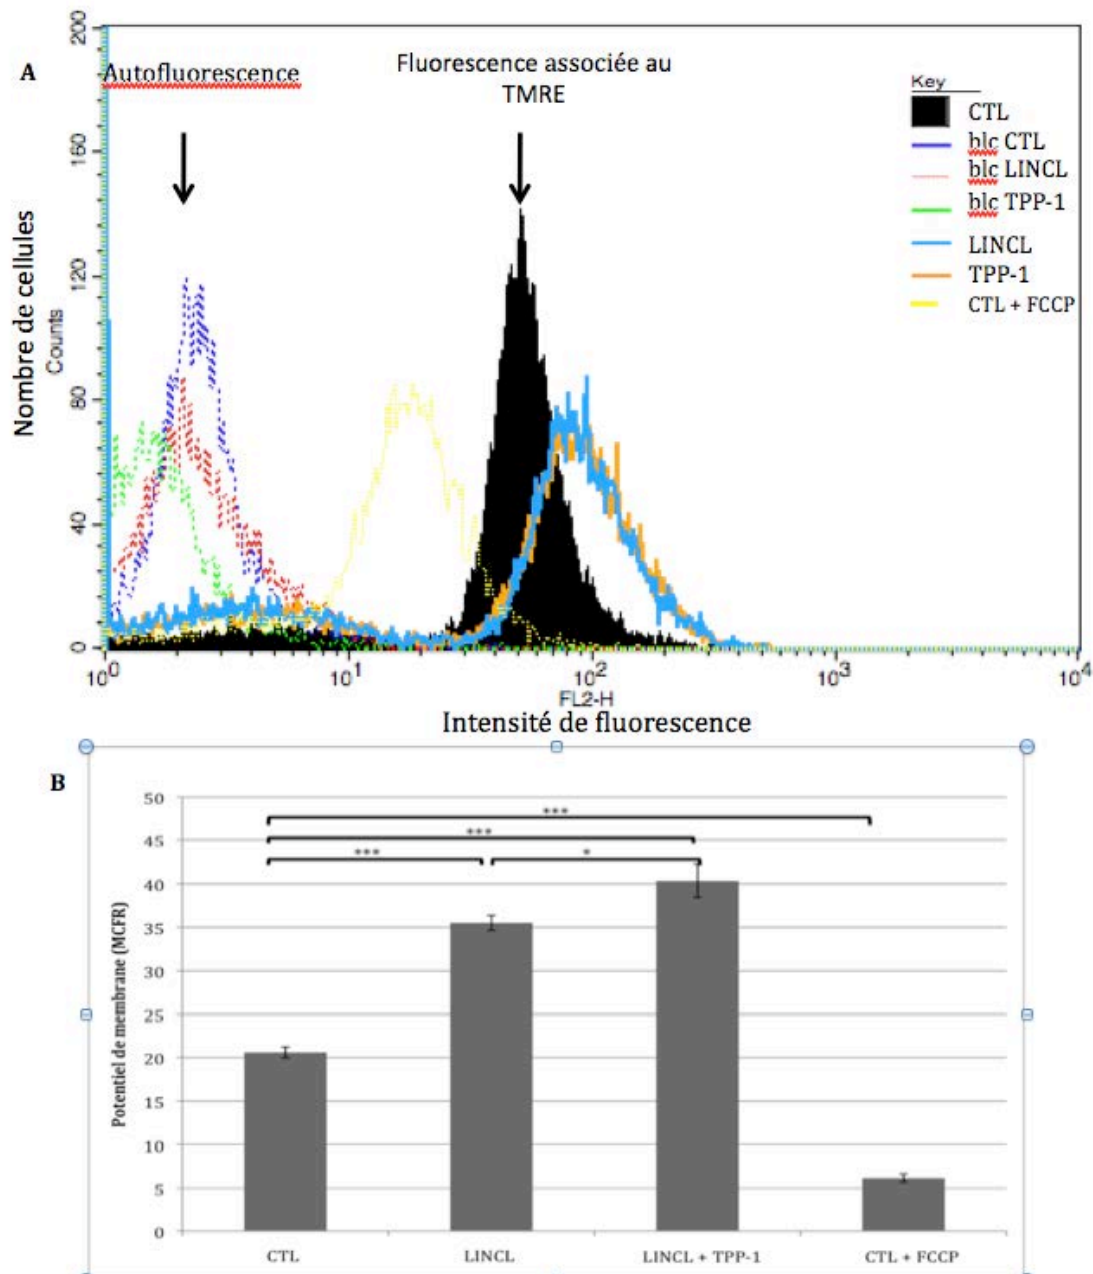 A
Autofluorescence
Fluorescence associée au
TMRE
Key
CTL
blc CTL
blc LINCL
blc TPP-1
LINCL
TPP-1
CTL + FCCP
Nombre de cellules
Counts
200
160
120
80
40
0
10^0
10^1
10^2
10^3
10^4
FL2-H
Intensité de fluorescence
B
Potentiel de membrane (MCFR)
50
45
40
35
30
25
20
15
10
5
0
***
***
***
*
CTL
LINCL
LINCL + TPP-1
CTL + FCCP